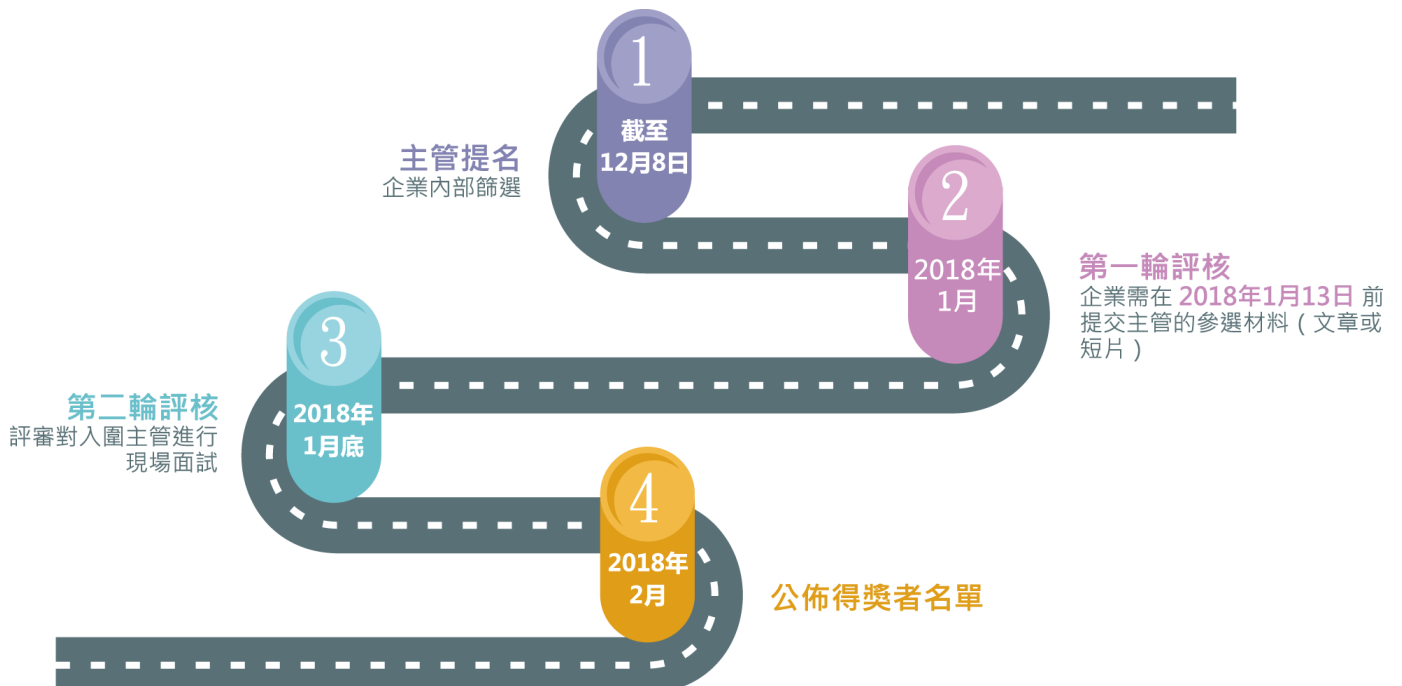 1
截至
12月8日
主管提名
企業內部篩選
2
2018年
1月
第一輪評核
企業需在 2018年1月13日 前
提交主管的參選材料（文章或
短片）
3
2018年
1月底
第二輪評核
評審對入圍主管進行
現場面試
4
2018年
2月
公佈得獎者名單